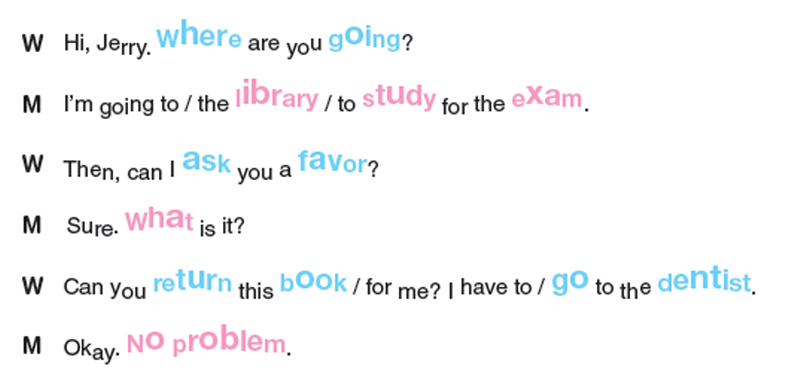 W Hi, Jerry. where are you going?
M I'm going to / the library / to study for the exam.
W Then, can I ask you a favor?
M Sure. what is it?
W Can you return this book / for me? I have to / go to the dentist.
M Okay. No problem.